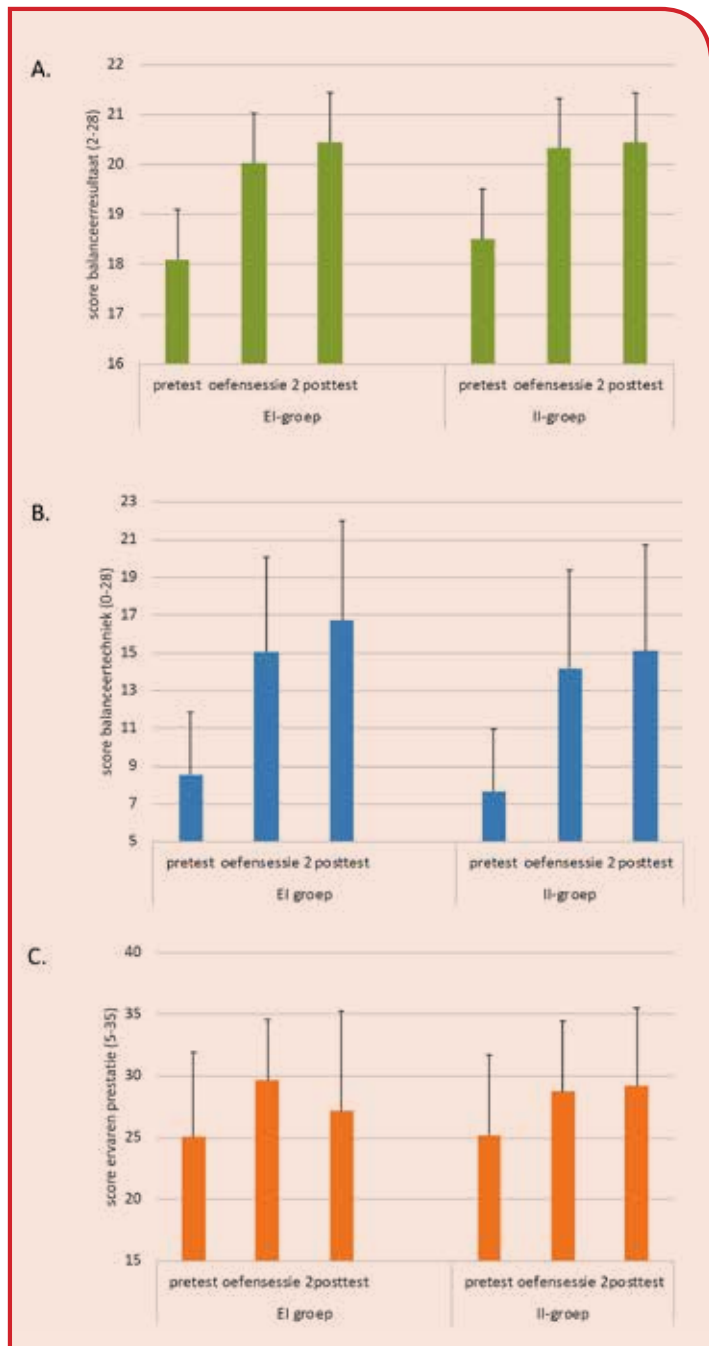 A.
score balanceerresultaat (2-28)
22
21
20
19
18
17
16
pretest oefensessie 2 posttest pretest oefensessie 2 posttest
EI-groep II-groep
B.
score balanceertechniek (0-28)
23
21
19
17
15
13
11
9
7
5
pretest oefensessie 2 posttest pretest oefensessie 2 posttest
EI groep II-groep
C.
score ervaren prestatie (5-35)
40
35
30
25
20
15
pretest oefensessie 2posttest pretest oefensessie 2posttest
EI groep II-groep